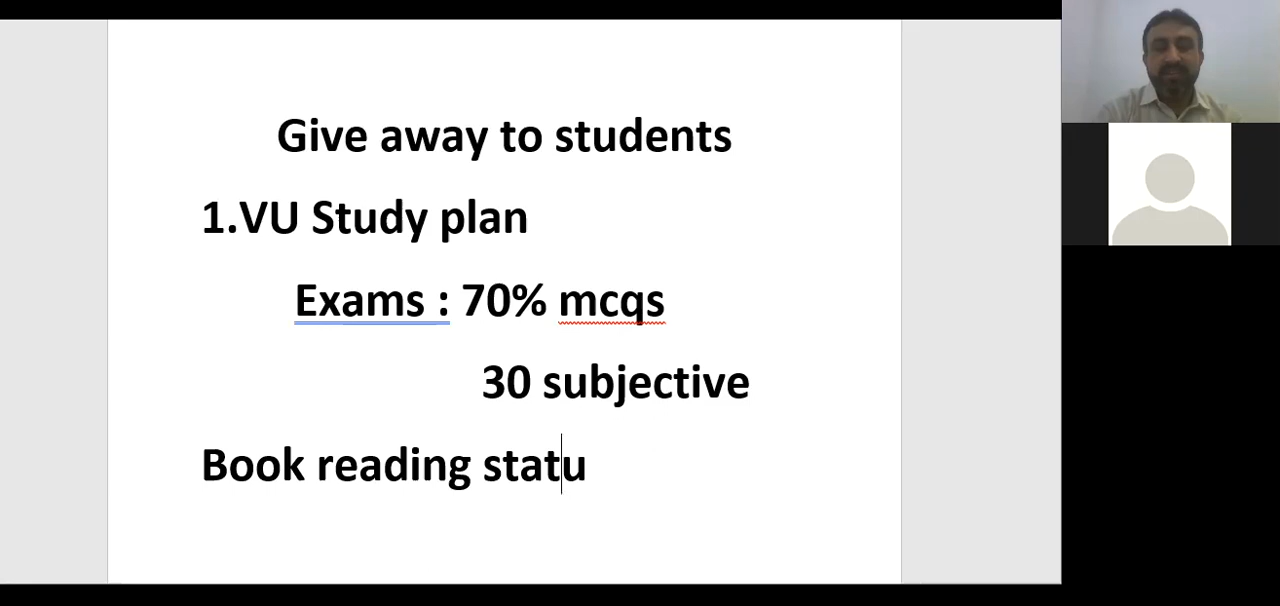 Give away to students
1.VU Study plan
Exams : 70% mcqs
30 subjective
Book reading statu